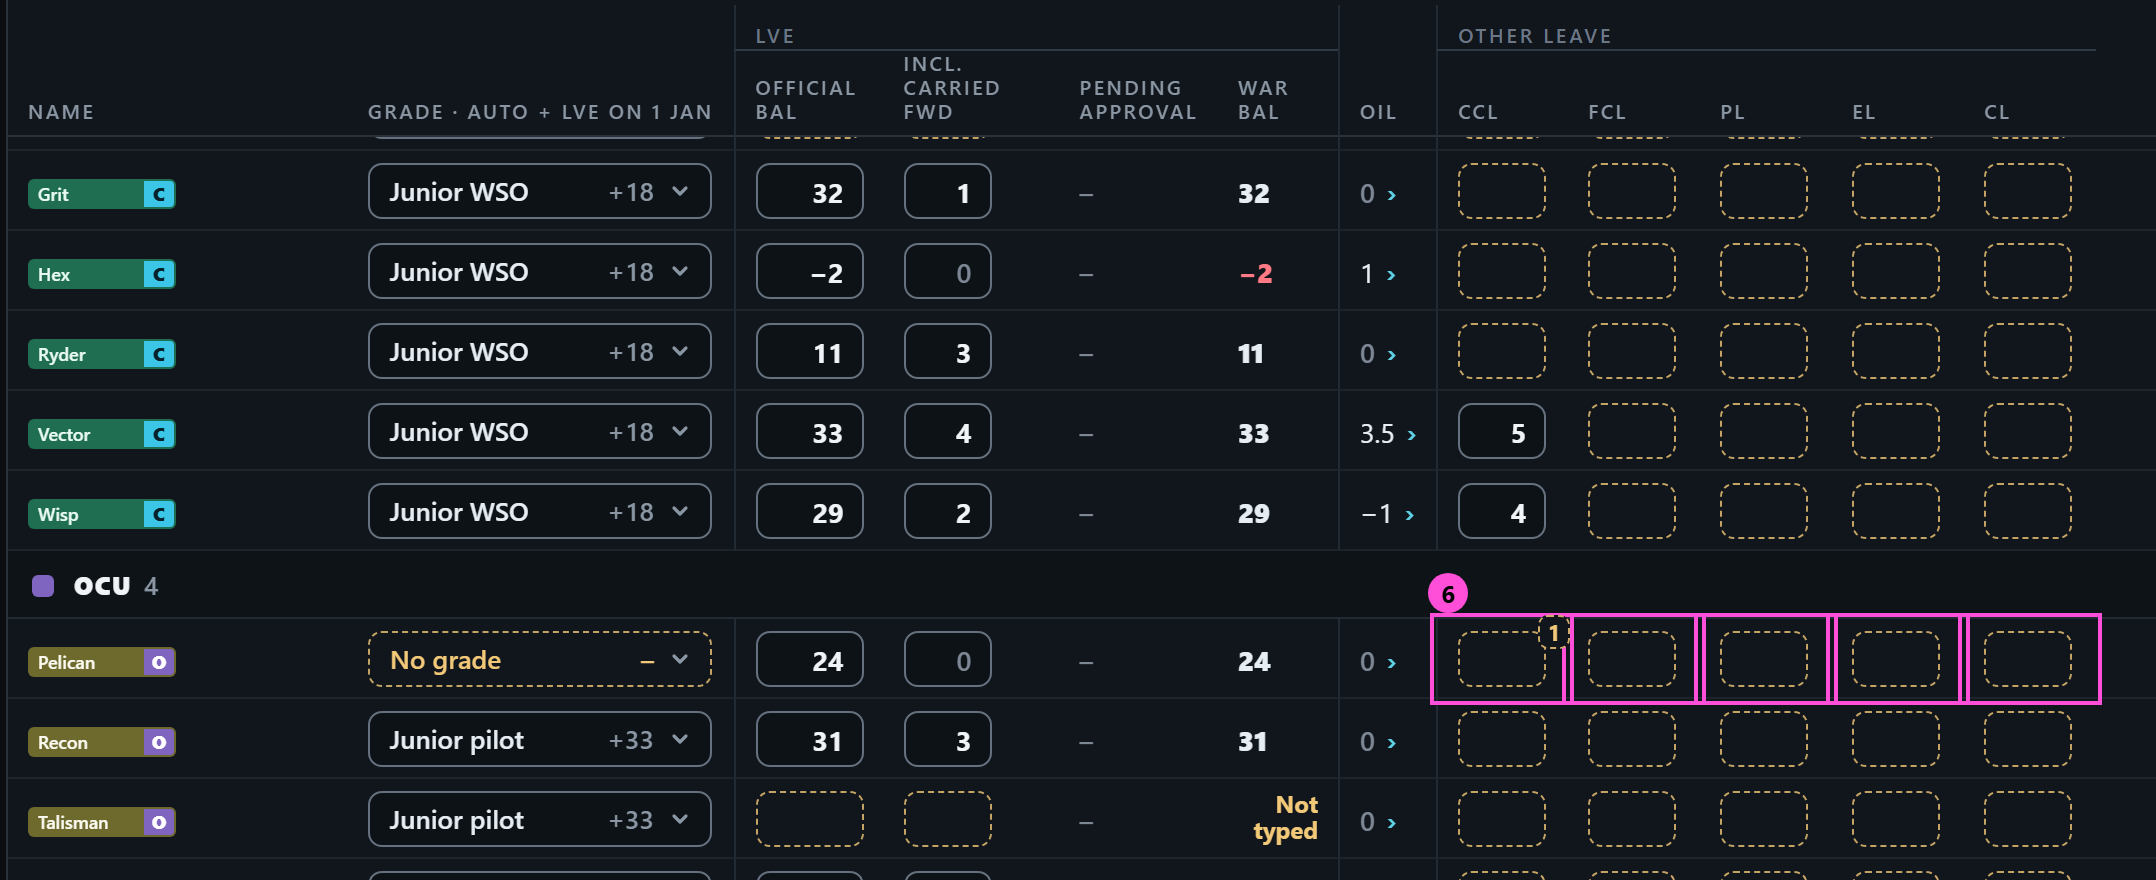 LVE
OTHER LEAVE
NAME
GRADE · AUTO + LVE ON 1 JAN
OFFICIAL BAL
INCL. CARRIED FWD
PENDING APPROVAL
WAR BAL
OIL
CCL
FCL
PL
EL
CL
Grit C Junior WSO +18 32 1 – 32 0 ›
Hex C Junior WSO +18 −2 0 – −2 1 ›
Ryder C Junior WSO +18 11 3 – 11 0 ›
Vector C Junior WSO +18 33 4 – 33 3.5 › 5
Wisp C Junior WSO +18 29 2 – 29 −1 › 4
OCU 4
6
Pelican O No grade – 24 0 – 24 0 › 1
Recon O Junior pilot +33 31 3 – 31 0 ›
Talisman O Junior pilot +33 – Not typed 0 ›